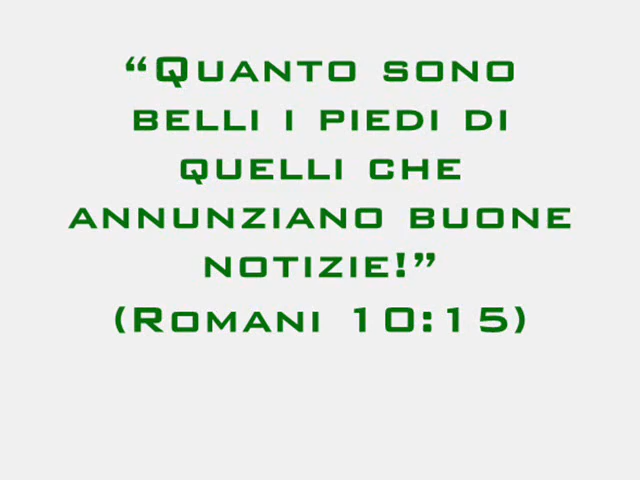 “Quanto sono
belli i piedi di
quelli che
annunziano buone
notizie!”
(Romani 10:15)